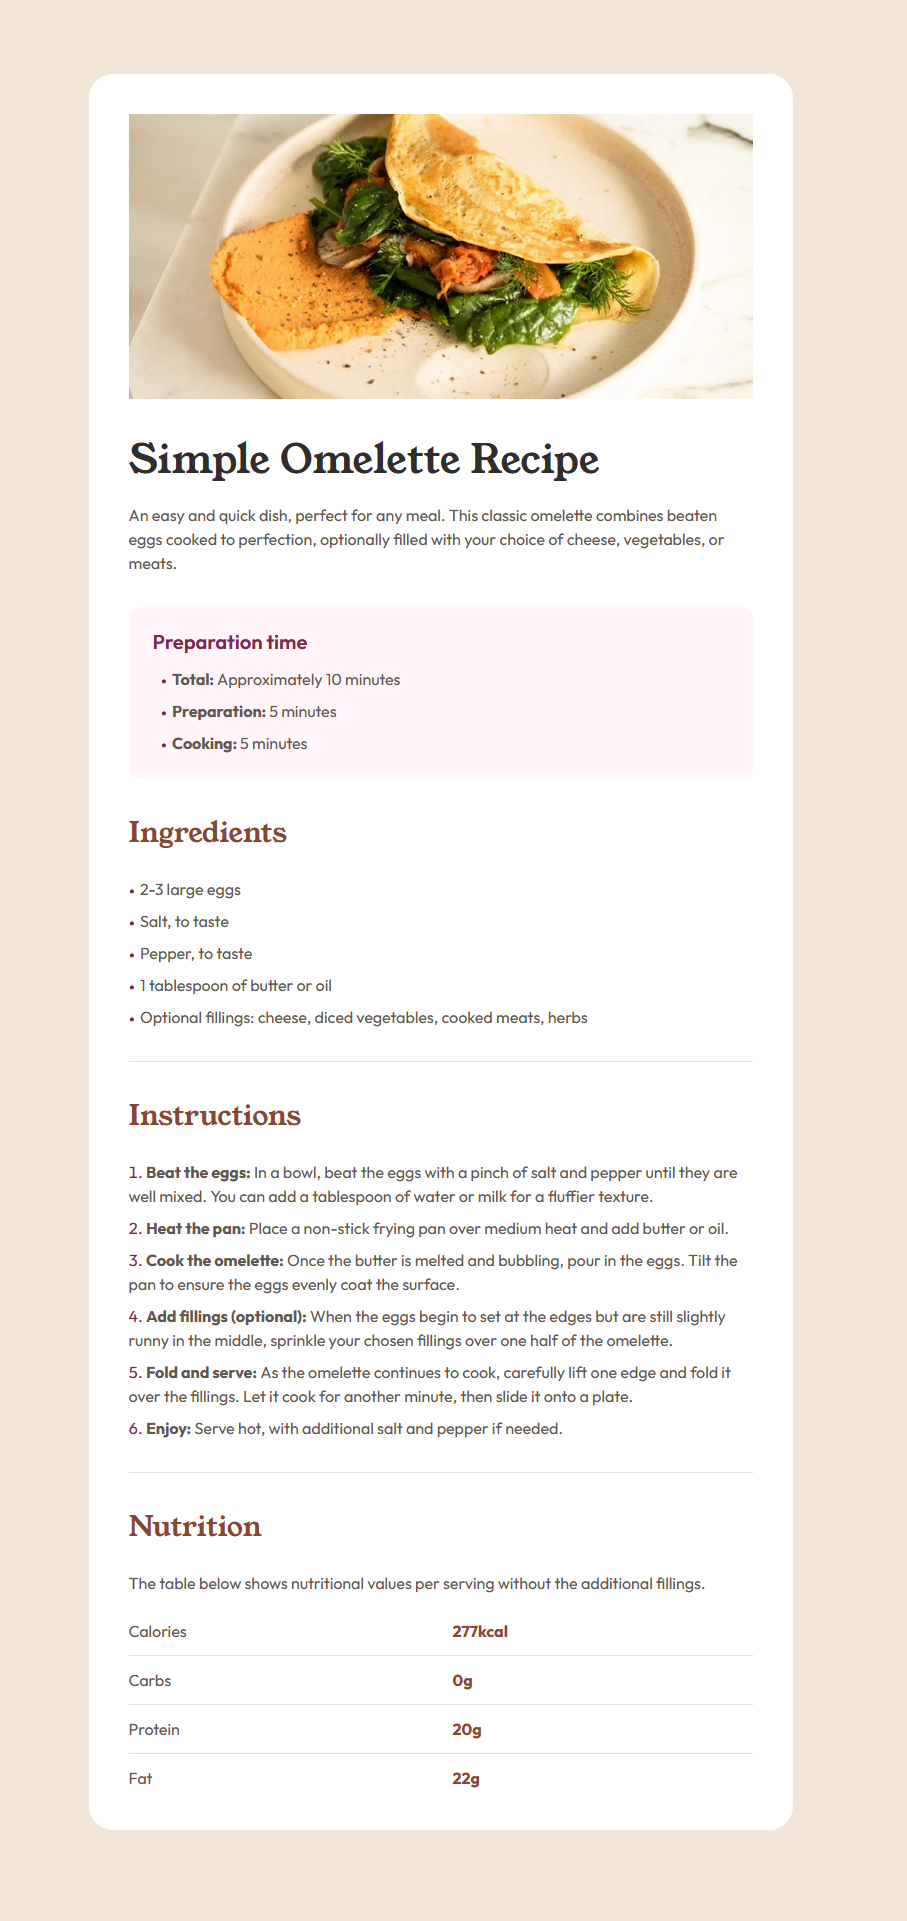 Simple Omelette Recipe
An easy and quick dish, perfect for any meal. This classic omelette combines beaten
eggs cooked to perfection, optionally filled with your choice of cheese, vegetables, or
meats.
Preparation time
• Total: Approximately 10 minutes
• Preparation: 5 minutes
• Cooking: 5 minutes
Ingredients
• 2-3 large eggs
• Salt, to taste
• Pepper, to taste
• 1 tablespoon of butter or oil
• Optional fillings: cheese, diced vegetables, cooked meats, herbs
Instructions
1. Beat the eggs: In a bowl, beat the eggs with a pinch of salt and pepper until they are
well mixed. You can add a tablespoon of water or milk for a fluffier texture.
2. Heat the pan: Place a non-stick frying pan over medium heat and add butter or oil.
3. Cook the omelette: Once the butter is melted and bubbling, pour in the eggs. Tilt the
pan to ensure the eggs evenly coat the surface.
4. Add fillings (optional): When the eggs begin to set at the edges but are still slightly
runny in the middle, sprinkle your chosen fillings over one half of the omelette.
5. Fold and serve: As the omelette continues to cook, carefully lift one edge and fold it
over the fillings. Let it cook for another minute, then slide it onto a plate.
6. Enjoy: Serve hot, with additional salt and pepper if needed.
Nutrition
The table below shows nutritional values per serving without the additional fillings.
Calories 277kcal
Carbs 0g
Protein 20g
Fat 22g